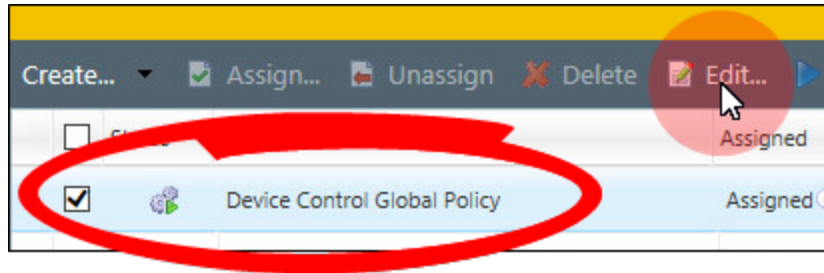 Create... Assign... Unassign Delete Edit...
Assigned
Device Control Global Policy Assigned